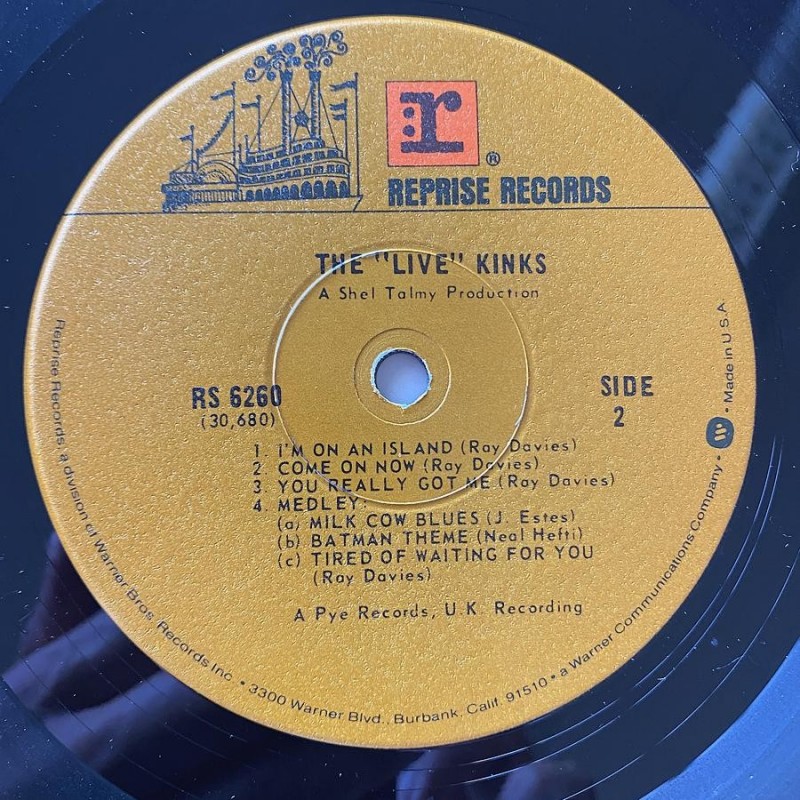 :r
®
REPRISE RECORDS
THE "LIVE" KINKS
A Shel Talmy Production
RS 6260
(30,680)
SIDE
2
1. I'M ON AN ISLAND (Ray Davies)
2. COME ON NOW (Ray Davies)
3. YOU REALLY GOT ME (Ray Davies)
4. MEDLEY:
(a) MILK COW BLUES (J. Estes)
(b) BATMAN THEME (Neal Hefti)
(c) TIRED OF WAITING FOR YOU
(Ray Davies)
A Pye Records, U.K. Recording
Reprise Records, a division of Warner Bros. Records Inc. • 3300 Warner Blvd., Burbank, Calif. 91510 • a Warner Communications Company • W • Made in U.S.A.